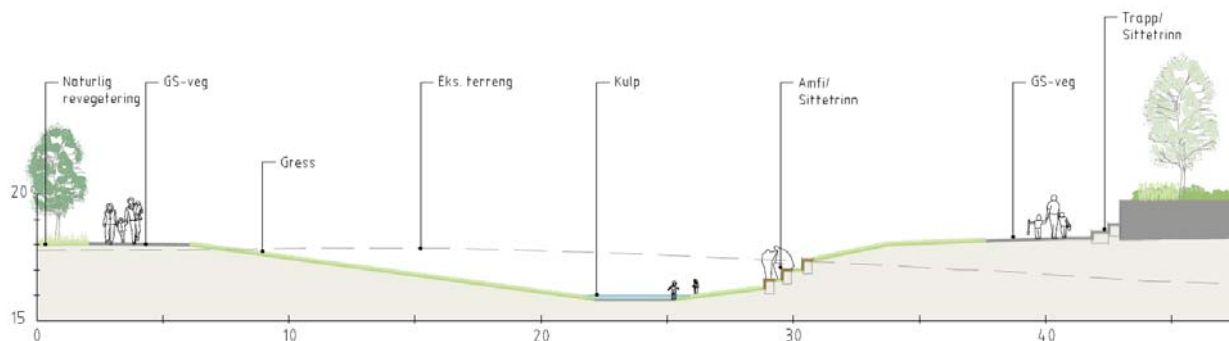 Trapp/
Sittetrinn
Naturlig
revegetering
GS-veg
Eks. terreng
Kulp
Amfi/
Sittetrinn
GS-veg
Gress
20
15
0
10
20
30
40